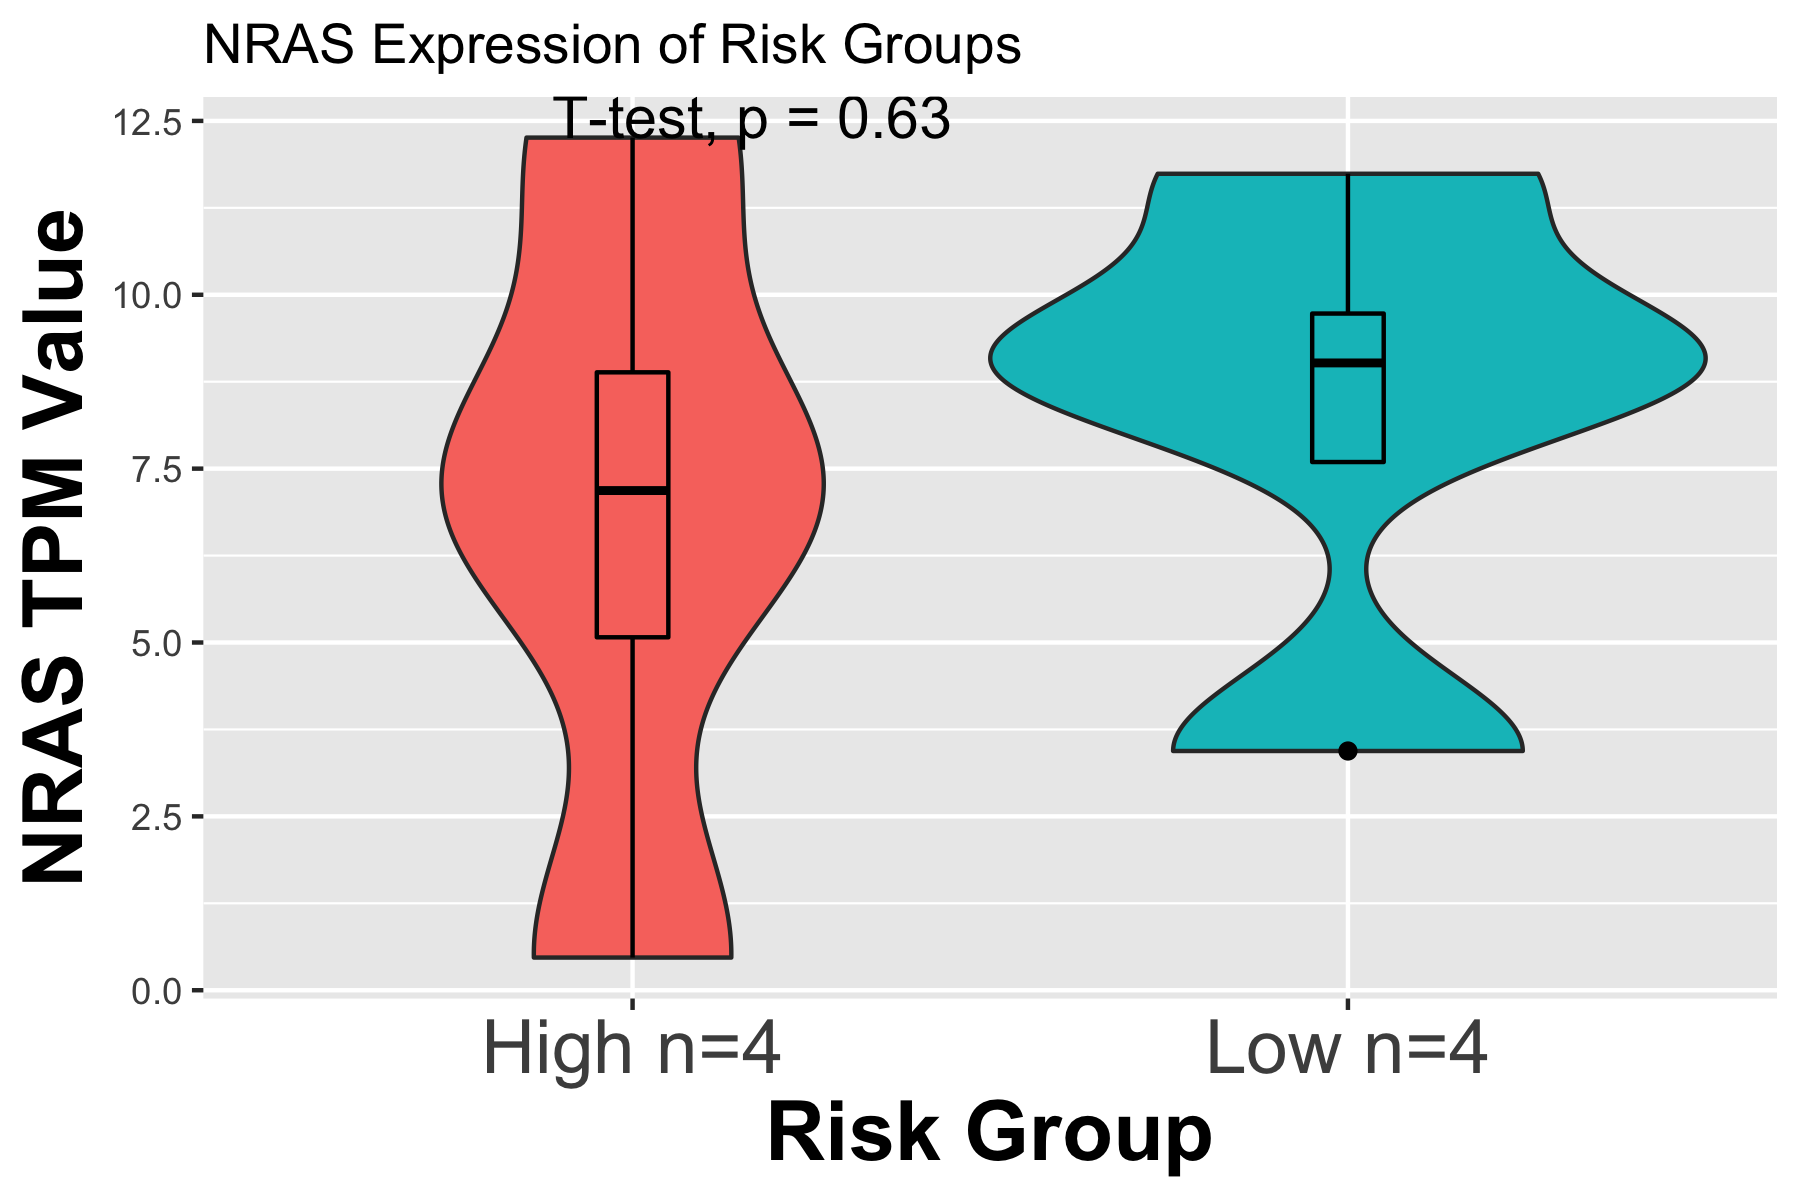 NRAS Expression of Risk Groups
T-test, p = 0.63
NRAS TPM Value
12.5
10.0
7.5
5.0
2.5
0.0
High n=4
Low n=4
Risk Group